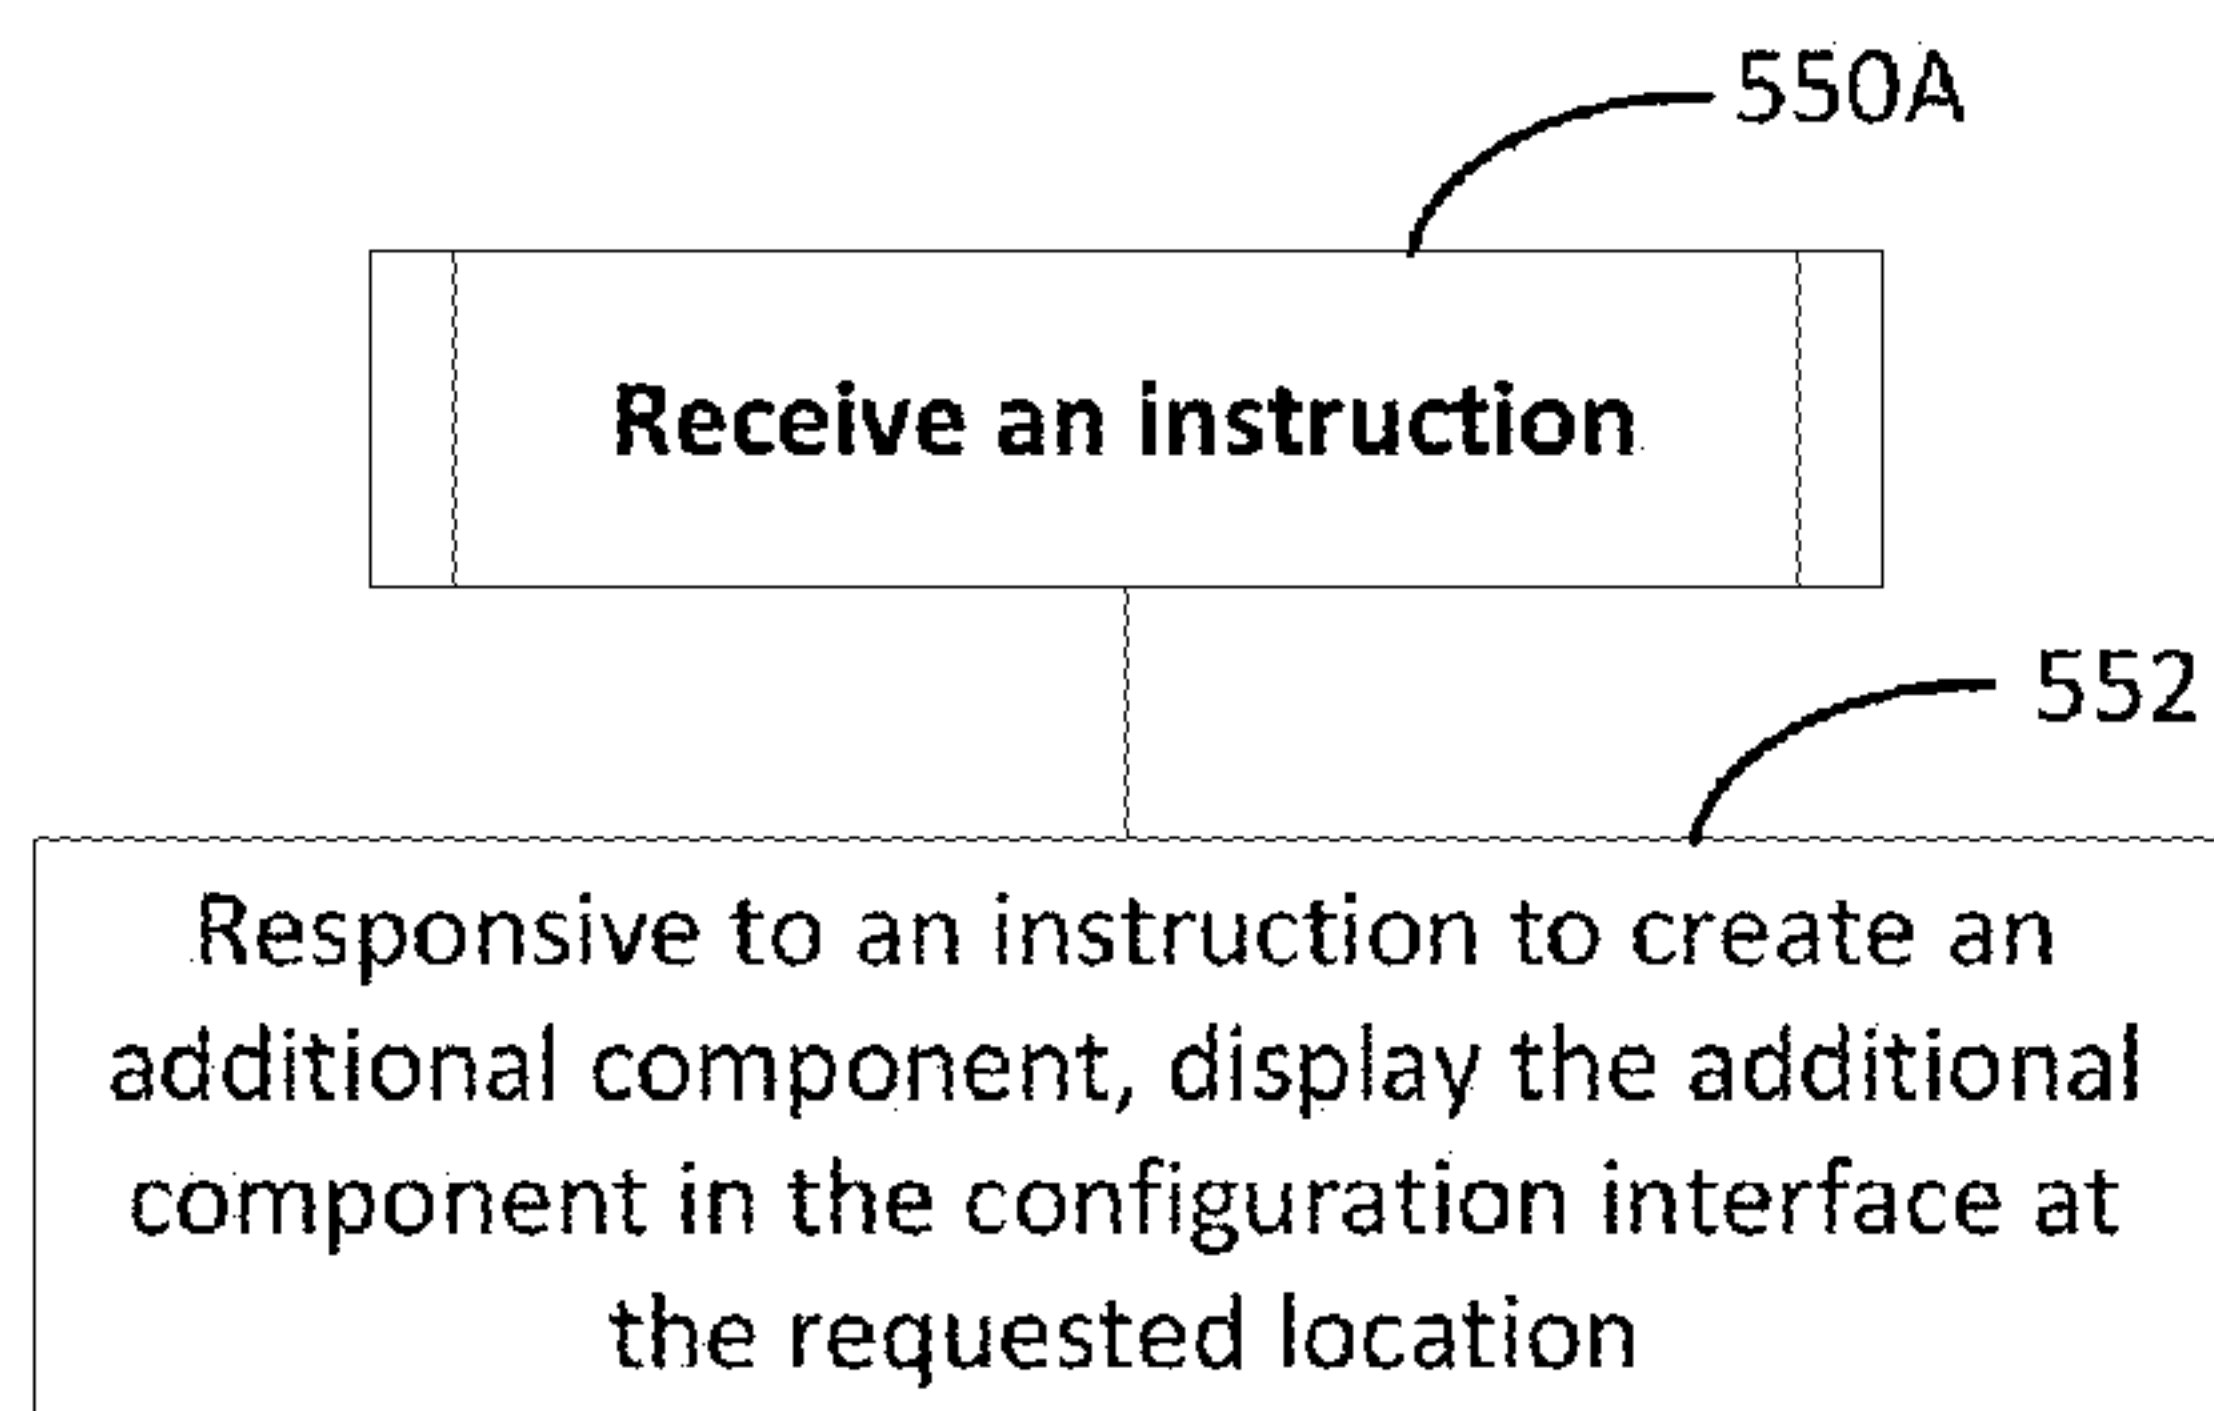 550A
Receive an instruction
552
Responsive to an instruction to create an
additional component, display the additional
component in the configuration interface at
the requested location